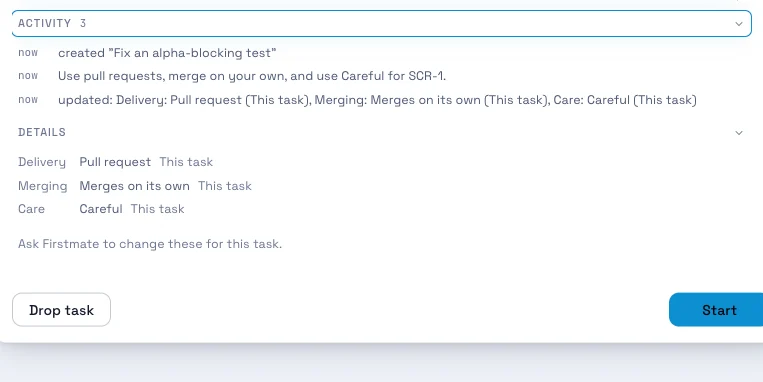 ACTIVITY 3
now created "Fix an alpha-blocking test"
now Use pull requests, merge on your own, and use Careful for SCR-1.
now updated: Delivery: Pull request (This task), Merging: Merges on its own (This task), Care: Careful (This task)
DETAILS
Delivery Pull request This task
Merging Merges on its own This task
Care Careful This task
Ask Firstmate to change these for this task.
Drop task Start